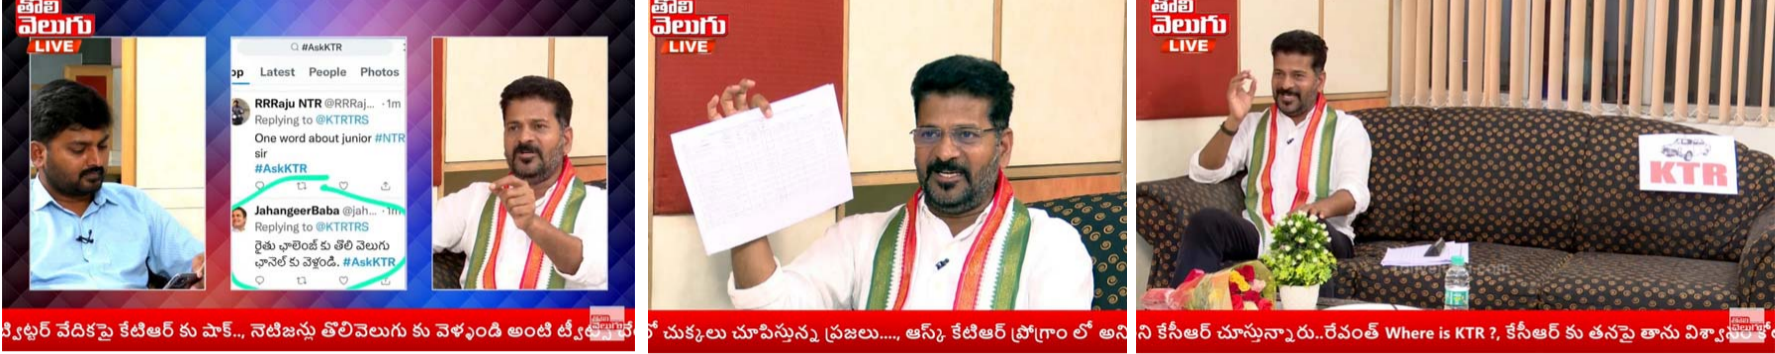 తొలి
వెలుగు
LIVE
#AskKTR
op Latest People Photos
RRRaju NTR @RRRaj... · 1m
Replying to @KTRTRS
One word about junior #NTR
sir
#AskKTR
JahangeerBaba @jah... · 1m
Replying to @KTRTRS
రైతు ఛాలెంజ్ కు తొలి వెలుగు
ఛానెల్ కు వెళ్లండి. #AskKTR
ట్విట్టర్ వేదికపై కేటిఆర్ కు షాక్.., నెటిజన్లు తొలివెలుగు కు వెళ్ళండి అంటి
తొలి
వెలుగు
LIVE
చుక్కలు చూపిస్తున్న ప్రజలు...., ఆస్క్ కేటిఆర్ ప్రోగ్రాం లో
తొలి
వెలుగు
LIVE
KTR
ని కేసీఆర్ చూస్తున్నారు..రేవంత్ Where is KTR ?, కేసీఆర్ కు తనపై తాను